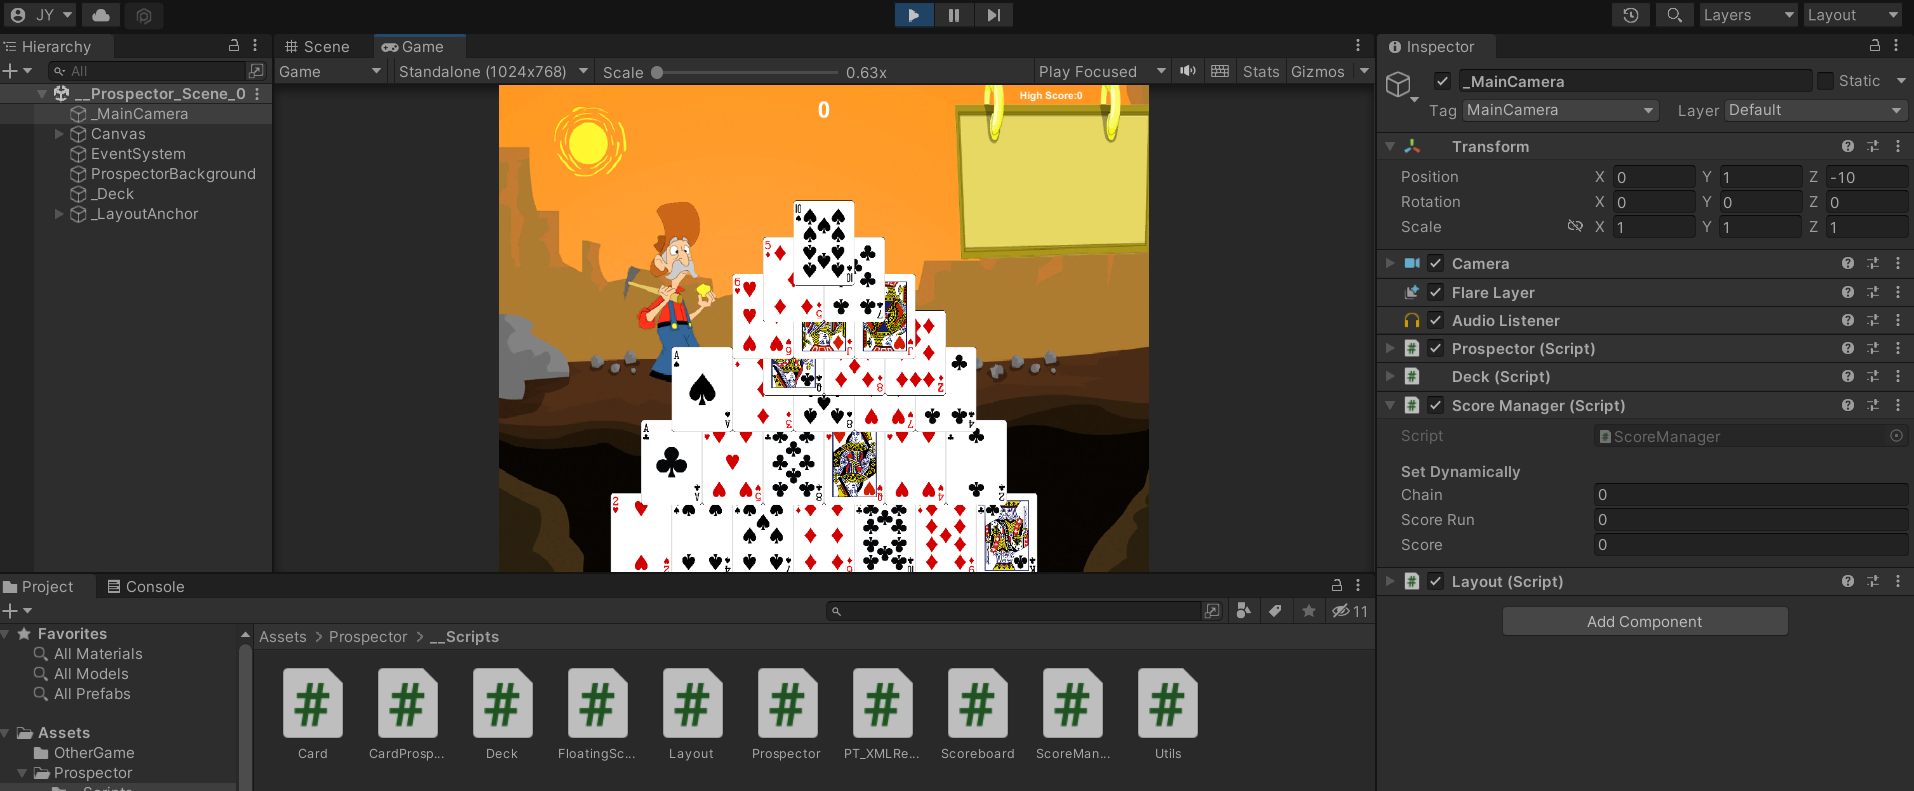 JY
Layers
Layout
Hierarchy
All
__Prospector_Scene_0
_MainCamera
Canvas
EventSystem
ProspectorBackground
_Deck
_LayoutAnchor
Scene
Game
Game
Standalone (1024x768)
Scale
0.63x
Play Focused
Stats
Gizmos
0
High Score:0
Inspector
_MainCamera
Static
Tag
MainCamera
Layer
Default
Transform
Position X 0 Y 1 Z -10
Rotation X 0 Y 0 Z 0
Scale X 1 Y 1 Z 1
Camera
Flare Layer
Audio Listener
Prospector (Script)
Deck (Script)
Score Manager (Script)
Script
ScoreManager
Set Dynamically
Chain 0
Score Run 0
Score 0
Layout (Script)
Add Component
Project
Console
11
Favorites
All Materials
All Models
All Prefabs
Assets
OtherGame
Prospector
Assets > Prospector > __Scripts
Card
CardProsp...
Deck
FloatingSc...
Layout
Prospector
PT_XMLRe...
Scoreboard
ScoreMan...
Utils